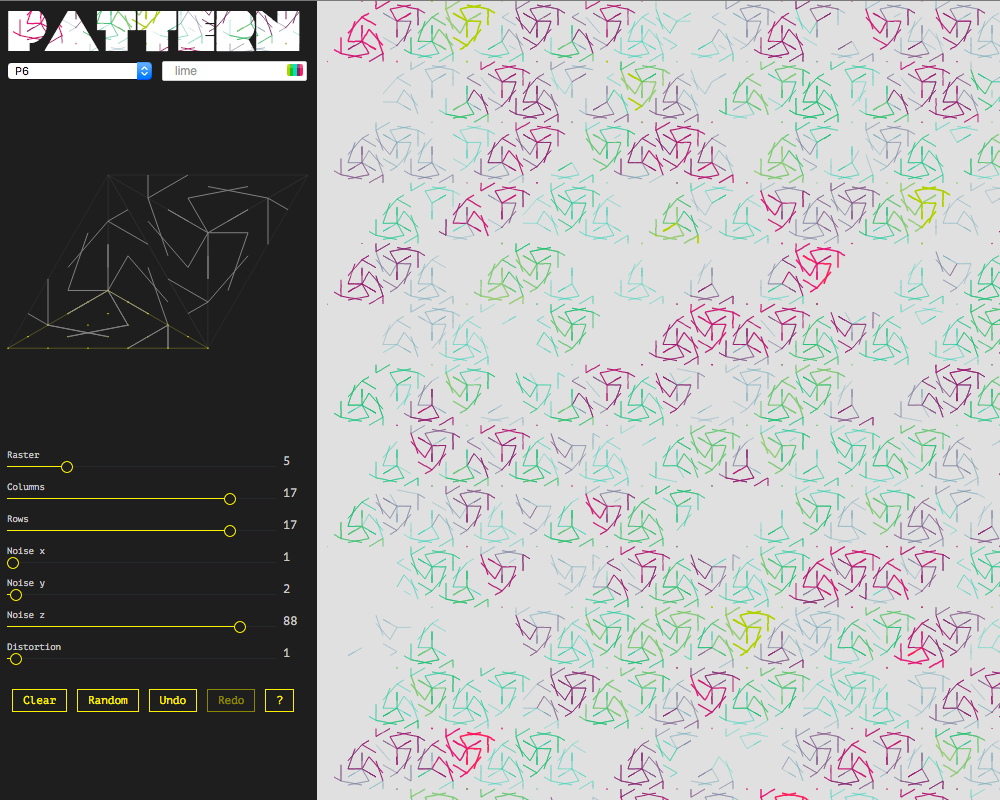 PATTERN
P6 lime
Raster 5
Columns 17
Rows 17
Noise x 1
Noise y 2
Noise z 88
Distortion 1
Clear Random Undo Redo ?